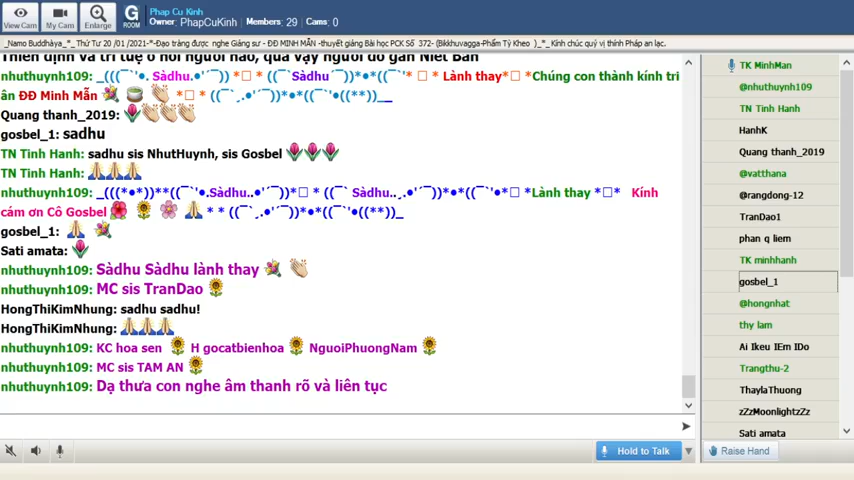 View Cam My Cam Enlarge G ROOM
Phap Cu Kinh
Owner: PhapCuKinh Members: 29 Cams: 0
_Namo Buddhàya_*_ Thứ Tư 20 /01 /2021-*-Đạo tràng được nghe Giảng sư - ĐĐ MINH MẪN -thuyết giảng Bài học PCK Số 372- (Bikkhuvagga-Phẩm Tỳ Kheo )_*_ Kính chúc quý vị thính Pháp an lạc.
Thiền định và trí tuệ ở nơi người nào, quả vậy người đó gần Niết Bàn
nhuthuynh109: _(((¯`'•. Sàdhu.•'´¯)) *□ * ((¯`Sàdhu´¯))*•*((¯`'•* □ * Lành thay*□ *Chúng con thành kính tri
ân ĐĐ Minh Mẫn 💐 🍵 👏 *□ * ((¯`,.•'´¯))*•*((¯`'•((**))_ _
Quang thanh_2019: 🌷👏👏👏
gosbel_1: sadhu
TN Tinh Hanh: sadhu sis NhutHuynh, sis Gosbel 🌷🌷🌷
TN Tinh Hanh: 🙏🙏🙏
nhuthuynh109: _(((*•*))**((¯`'•.Sàdhu..•'´¯))*□ * ((¯` Sàdhu..,.•'´¯))*•*((¯`'•*□ *Lành thay *□* Kính
cám ơn Cô Gosbel 🌺 🌻 🌸 🙏 * * ((¯`,.•'´¯))*•*((¯`'•((**))_
gosbel_1: 🙏 💐
Sati amata: 🌷
nhuthuynh109: Sàdhu Sàdhu lành thay 💐 👏
nhuthuynh109: MC sis TranDao 🌻
HongThiKimNhung: sadhu sadhu!
HongThiKimNhung: 🙏🙏🙏
nhuthuynh109: KC hoa sen 🌻 H gocatbienhoa 🌻 NguoiPhuongNam 🌻
nhuthuynh109: MC sis TAM AN 🌻
nhuthuynh109: Dạ thưa con nghe âm thanh rõ và liên tục
Hold to Talk
TK MinhMan
@nhuthuynh109
TN Tinh Hanh
HanhK
Quang thanh_2019
@vatthana
@rangdong-12
TranDao1
phan q liem
TK minhhanh
gosbel_1
@hongnhat
thy lam
Ai Ikeu IEm IDo
Trangthu-2
ThaylaThuong
zZzMoonlightzZz
Sati amata
Raise Hand